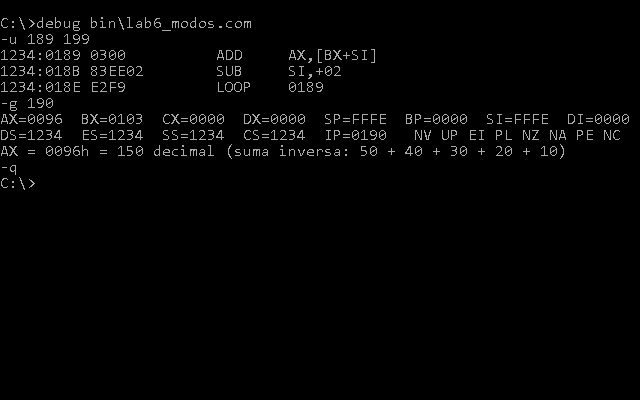 C:\>debug bin\lab6_modos.com
-u 189 199
1234:0189 0300          ADD     AX,[BX+SI]
1234:018B 83EE02        SUB     SI,+02
1234:018E E2F9          LOOP    0189
-g 190
AX=0096  BX=0103  CX=0000  DX=0000  SP=FFFE  BP=0000  SI=FFFE  DI=0000
DS=1234  ES=1234  SS=1234  CS=1234  IP=0190   NV UP EI PL NZ NA PE NC
AX = 0096h = 150 decimal (suma inversa: 50 + 40 + 30 + 20 + 10)
-q
C:\>